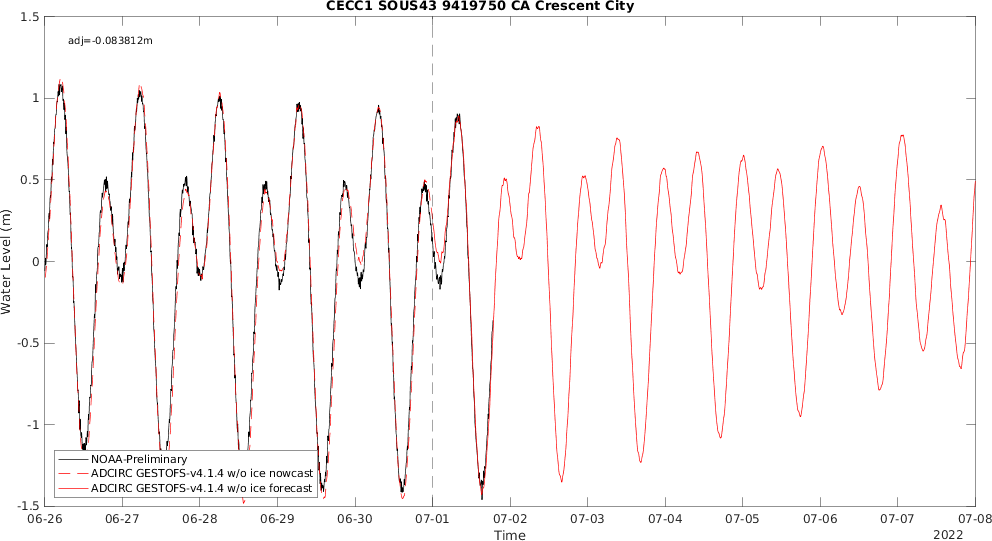 CECC1 SOUS43 9419750 CA Crescent City
adj=-0.083812m
1.5
1
0.5
0
-0.5
-1
-1.5
Water Level (m)
NOAA-Preliminary
ADCIRC GESTOFS-v4.1.4 w/o ice nowcast
ADCIRC GESTOFS-v4.1.4 w/o ice forecast
06-26 06-27 06-28 06-29 06-30 07-01 07-02 07-03 07-04 07-05 07-06 07-07 07-08
Time
2022